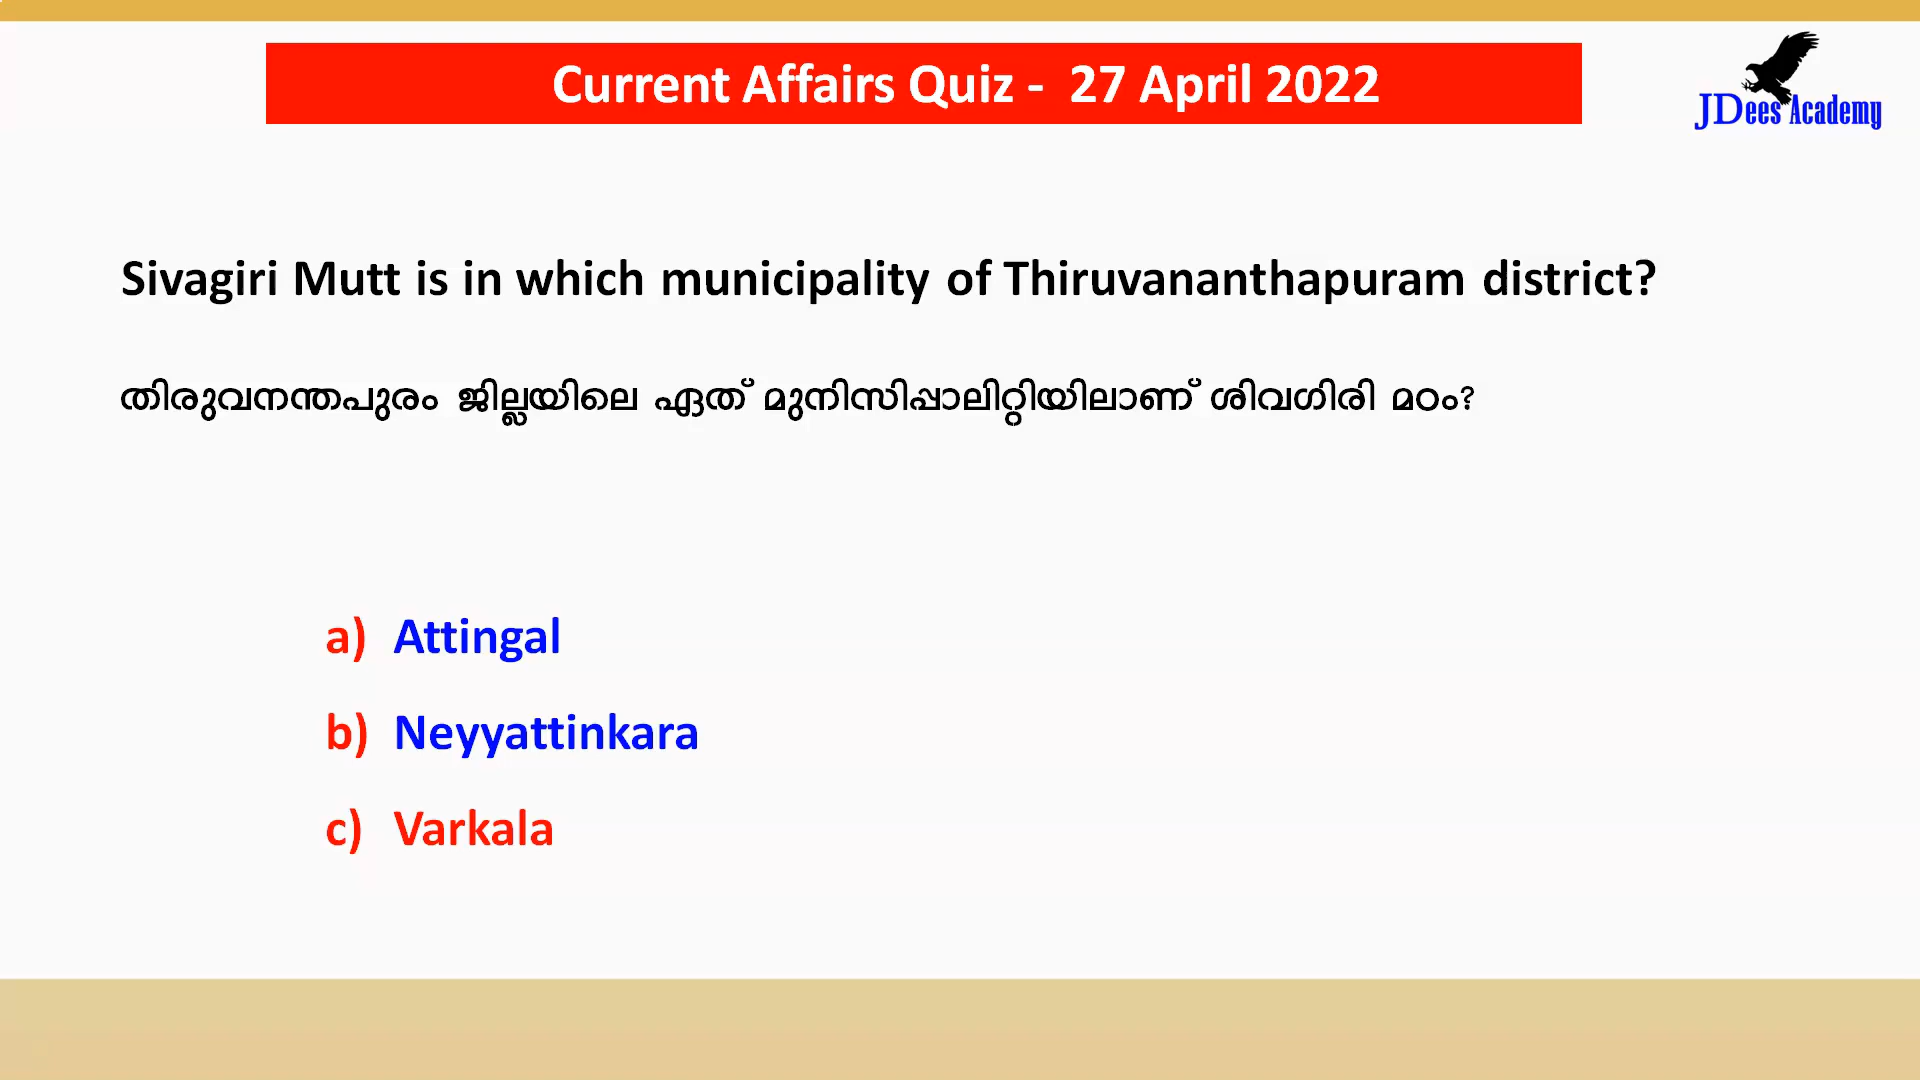 Current Affairs Quiz - 27 April 2022
JDees Academy
Sivagiri Mutt is in which municipality of Thiruvananthapuram district?
തിരുവനന്തപുരം ജില്ലയിലെ ഏത് മുനിസിപ്പാലിറ്റിയിലാണ് ശിവഗിരി മഠം?
a) Attingal
b) Neyyattinkara
c) Varkala